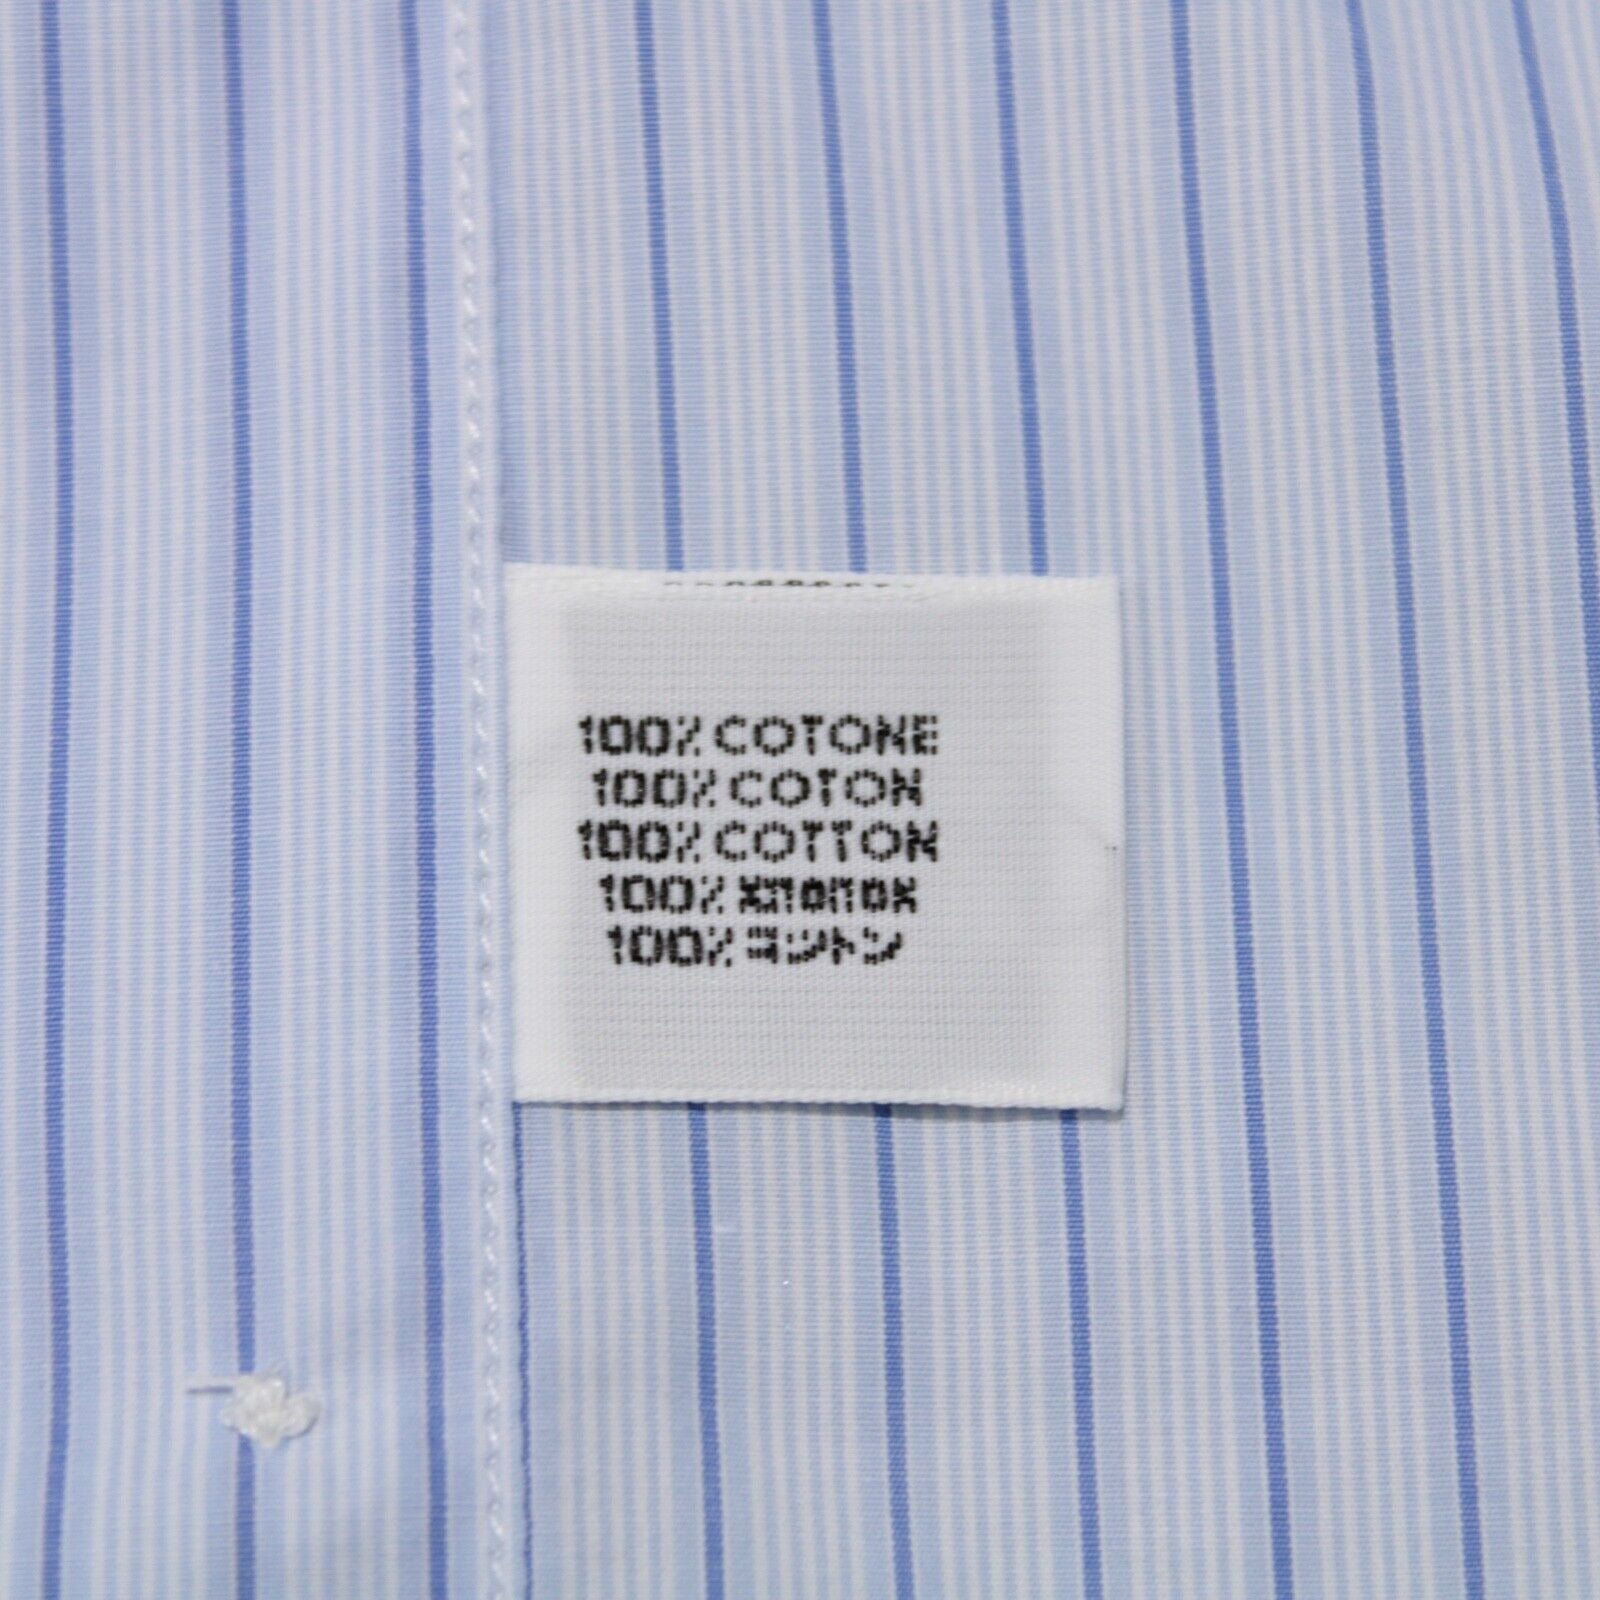 100% COTONE
100% COTON
100% COTTON
100% ХЛОПОК
100% コットン